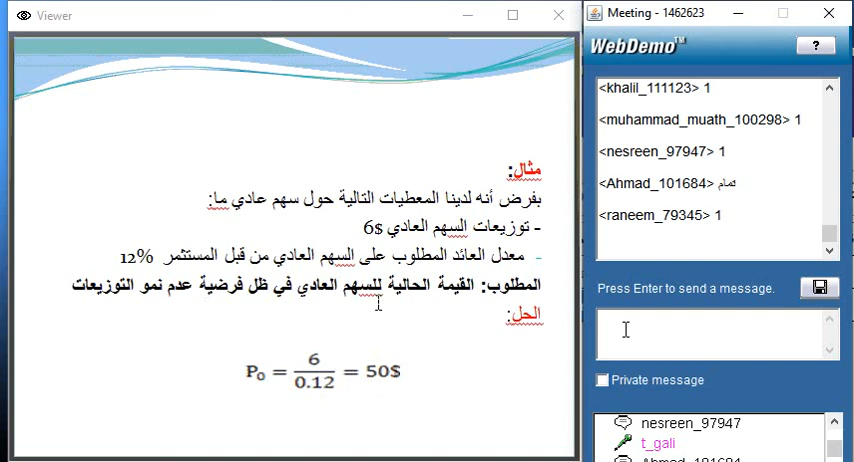 Viewer
مثال:
بفرض أنه لدينا المعطيات التالية حول سهم عادي ما:
- توزيعات السهم العادي 6$
- معدل العائد المطلوب على السهم العادي من قبل المستثمر 12%
المطلوب: القيمة الحالية للسهم العادي في ظل فرضية عدم نمو التوزيعات
الحل:
P₀ = 6/0.12 = 50$
Meeting - 1462623
WebDemo™
?
<khalil_111123> 1
<muhammad_muath_100298> 1
<nesreen_97947> 1
<Ahmad_101684> تمام
<raneem_79345> 1
Press Enter to send a message.
Private message
nesreen_97947
t_gali
Ahmad_101684